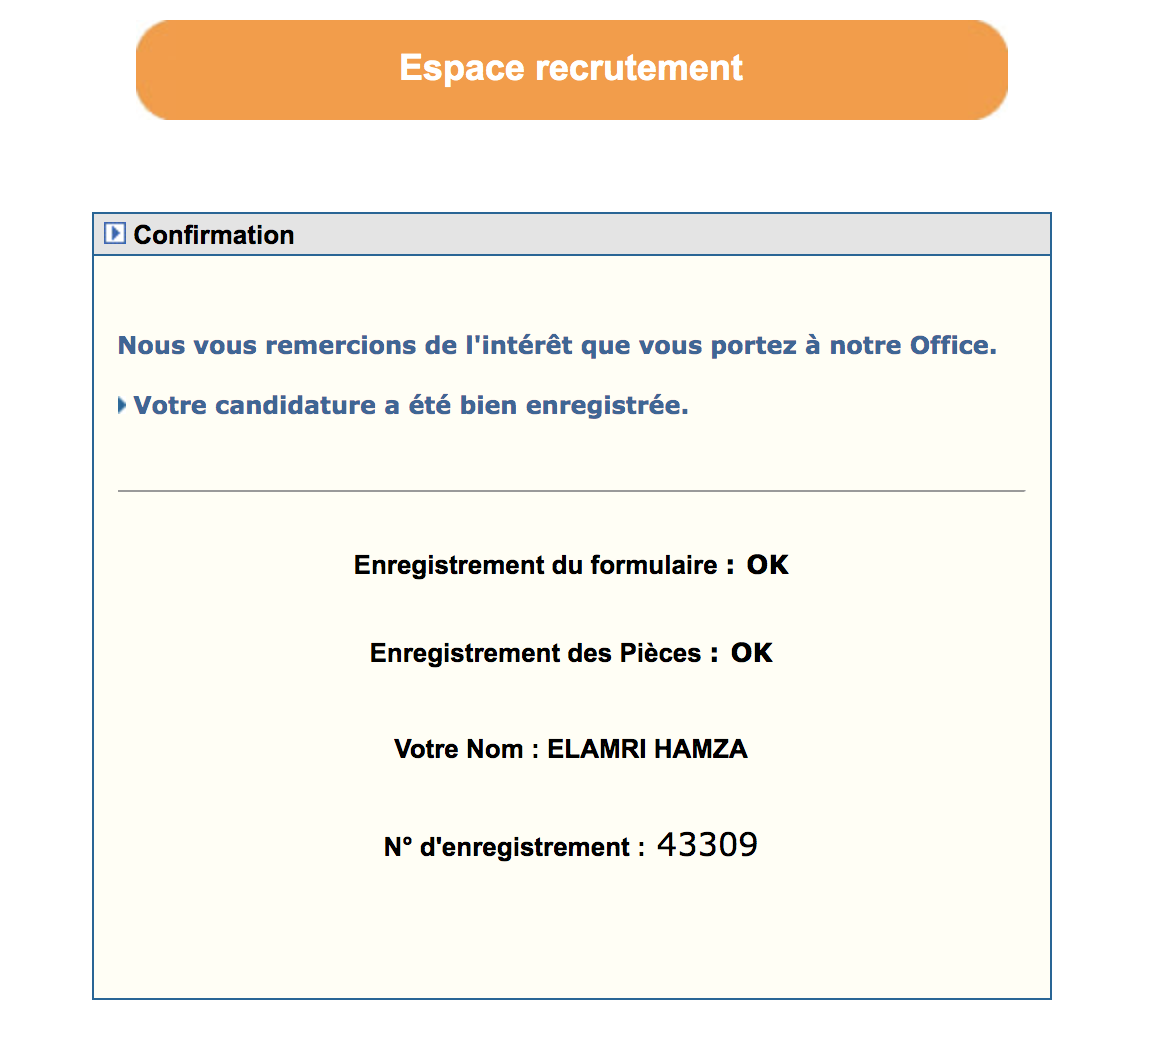 Espace recrutement
Confirmation
Nous vous remercions de l'intérêt que vous portez à notre Office.
Votre candidature a été bien enregistrée.
Enregistrement du formulaire : OK
Enregistrement des Pièces : OK
Votre Nom : ELAMRI HAMZA
N° d'enregistrement : 43309